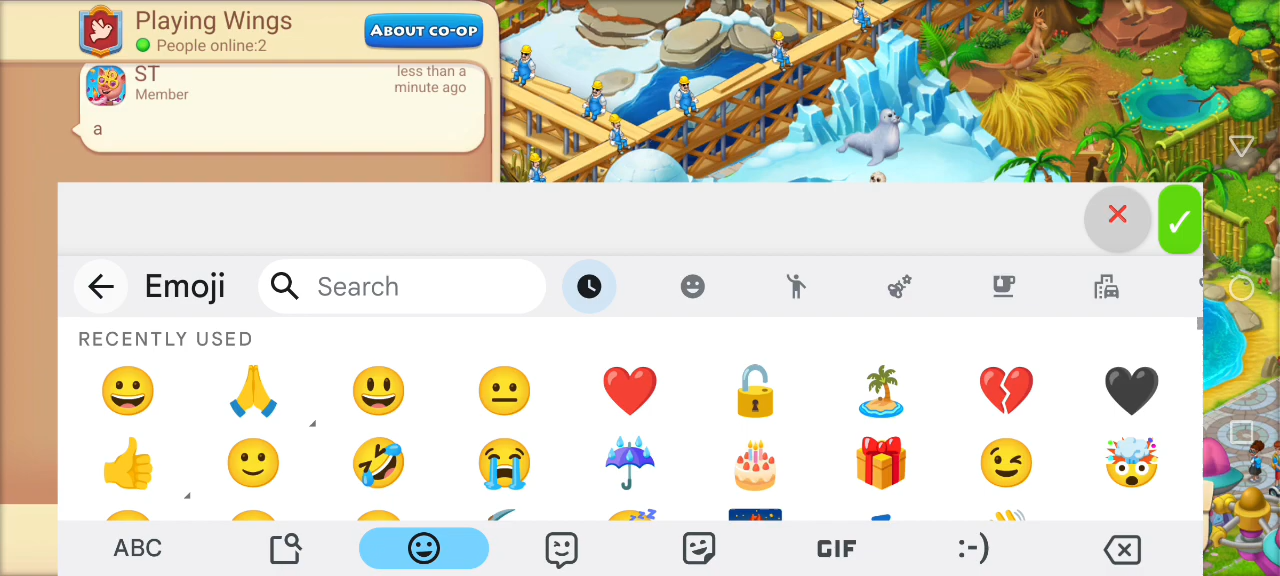 Playing Wings
People online:2
ABOUT CO-OP
ST
less than a
Member
minute ago
a
Emoji
Search
RECENTLY USED
ABC
GIF
:-)